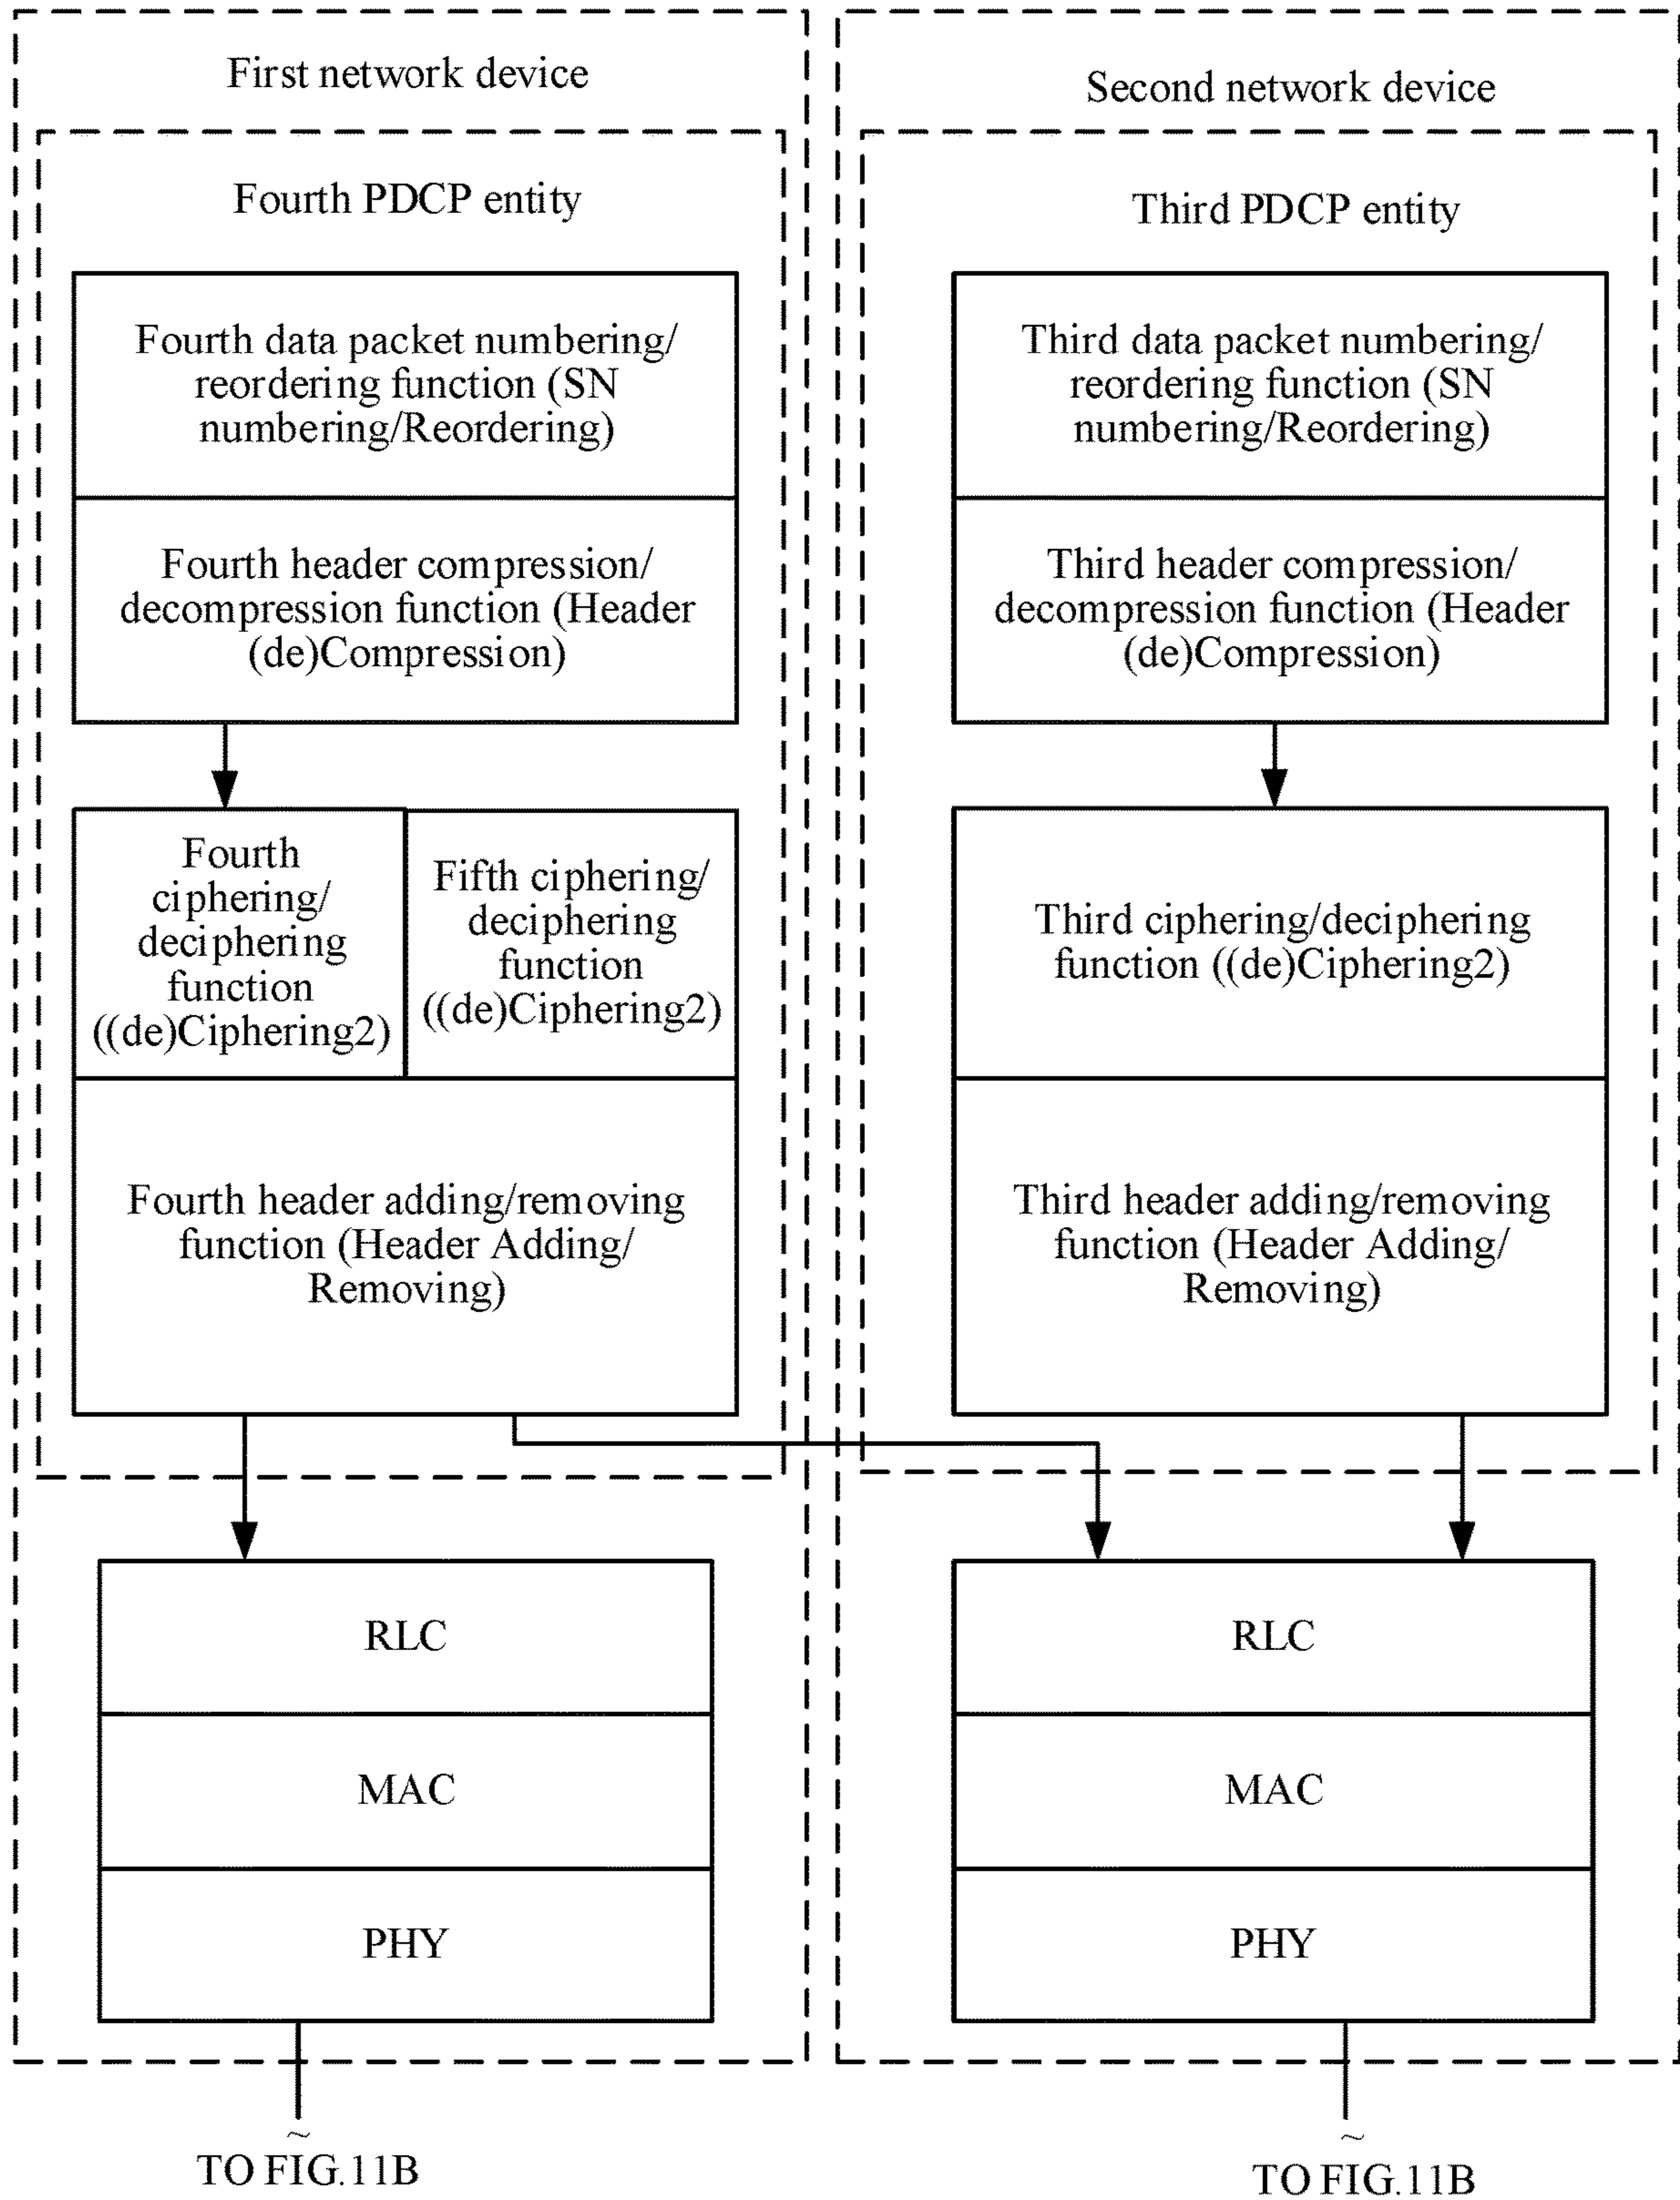 First network device
Fourth PDCP entity
Fourth data packet numbering/
reordering function (SN
numbering/Reordering)
Fourth header compression/
decompression function (Header
(de)Compression)
Fourth
ciphering/
deciphering
function
((de)Ciphering2)
Fifth ciphering/
deciphering
function
((de)Ciphering2)
Fourth header adding/removing
function (Header Adding/
Removing)
RLC
MAC
PHY
~
TO FIG.11B
Second network device
Third PDCP entity
Third data packet numbering/
reordering function (SN
numbering/Reordering)
Third header compression/
decompression function (Header
(de)Compression)
Third ciphering/deciphering
function ((de)Ciphering2)
Third header adding/removing
function (Header Adding/
Removing)
RLC
MAC
PHY
~
TO FIG.11B